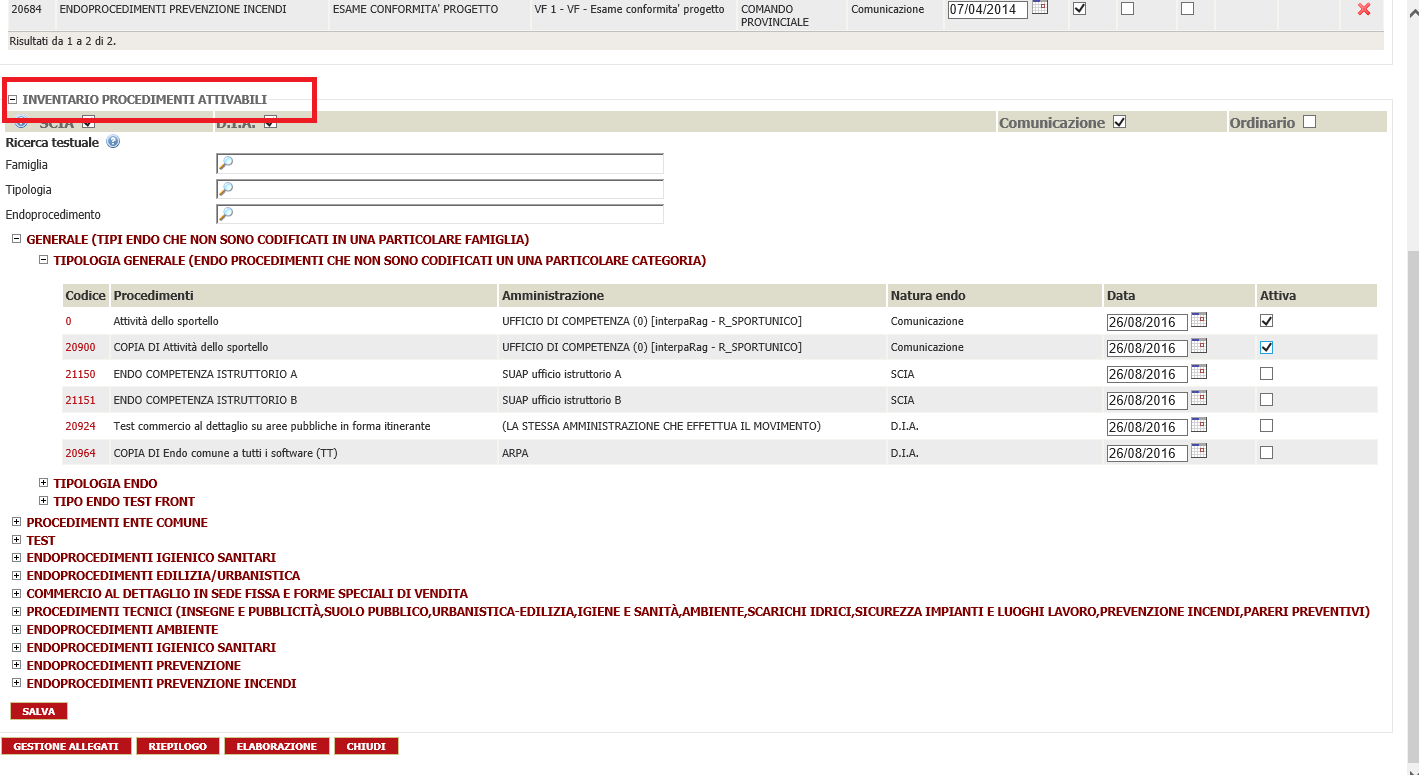 20684 ENDOPROCEDIMENTI PREVENZIONE INCENDI ESAME CONFORMITA' PROGETTO VF 1 - VF - Esame conformita' progetto COMANDO PROVINCIALE Comunicazione 07/04/2014
Risultati da 1 a 2 di 2.
INVENTARIO PROCEDIMENTI ATTIVABILI
SCIA D.I.A. Comunicazione Ordinario
Ricerca testuale
Famiglia
Tipologia
Endoprocedimento
GENERALE (TIPI ENDO CHE NON SONO CODIFICATI IN UNA PARTICOLARE FAMIGLIA)
TIPOLOGIA GENERALE (ENDO PROCEDIMENTI CHE NON SONO CODIFICATI UN UNA PARTICOLARE CATEGORIA)
Codice Procedimenti Amministrazione Natura endo Data Attiva
0 Attività dello sportello UFFICIO DI COMPETENZA (0) [interpaRag - R_SPORTUNICO] Comunicazione 26/08/2016
20900 COPIA DI Attività dello sportello UFFICIO DI COMPETENZA (0) [interpaRag - R_SPORTUNICO] Comunicazione 26/08/2016
21150 ENDO COMPETENZA ISTRUTTORIO A SUAP ufficio istruttorio A SCIA 26/08/2016
21151 ENDO COMPETENZA ISTRUTTORIO B SUAP ufficio istruttorio B SCIA 26/08/2016
20924 Test commercio al dettaglio su aree pubbliche in forma itinerante (LA STESSA AMMINISTRAZIONE CHE EFFETTUA IL MOVIMENTO) D.I.A. 26/08/2016
20964 COPIA DI Endo comune a tutti i software (TT) ARPA D.I.A. 26/08/2016
TIPOLOGIA ENDO
TIPO ENDO TEST FRONT
PROCEDIMENTI ENTE COMUNE
TEST
ENDOPROCEDIMENTI IGIENICO SANITARI
ENDOPROCEDIMENTI EDILIZIA/URBANISTICA
COMMERCIO AL DETTAGLIO IN SEDE FISSA E FORME SPECIALI DI VENDITA
PROCEDIMENTI TECNICI (INSEGNE E PUBBLICITÀ,SUOLO PUBBLICO,URBANISTICA-EDILIZIA,IGIENE E SANITÀ,AMBIENTE,SCARICHI IDRICI,SICUREZZA IMPIANTI E LUOGHI LAVORO,PREVENZIONE INCENDI,PARERI PREVENTIVI)
ENDOPROCEDIMENTI AMBIENTE
ENDOPROCEDIMENTI IGIENICO SANITARI
ENDOPROCEDIMENTI PREVENZIONE
ENDOPROCEDIMENTI PREVENZIONE INCENDI
SALVA
GESTIONE ALLEGATI RIEPILOGO ELABORAZIONE CHIUDI